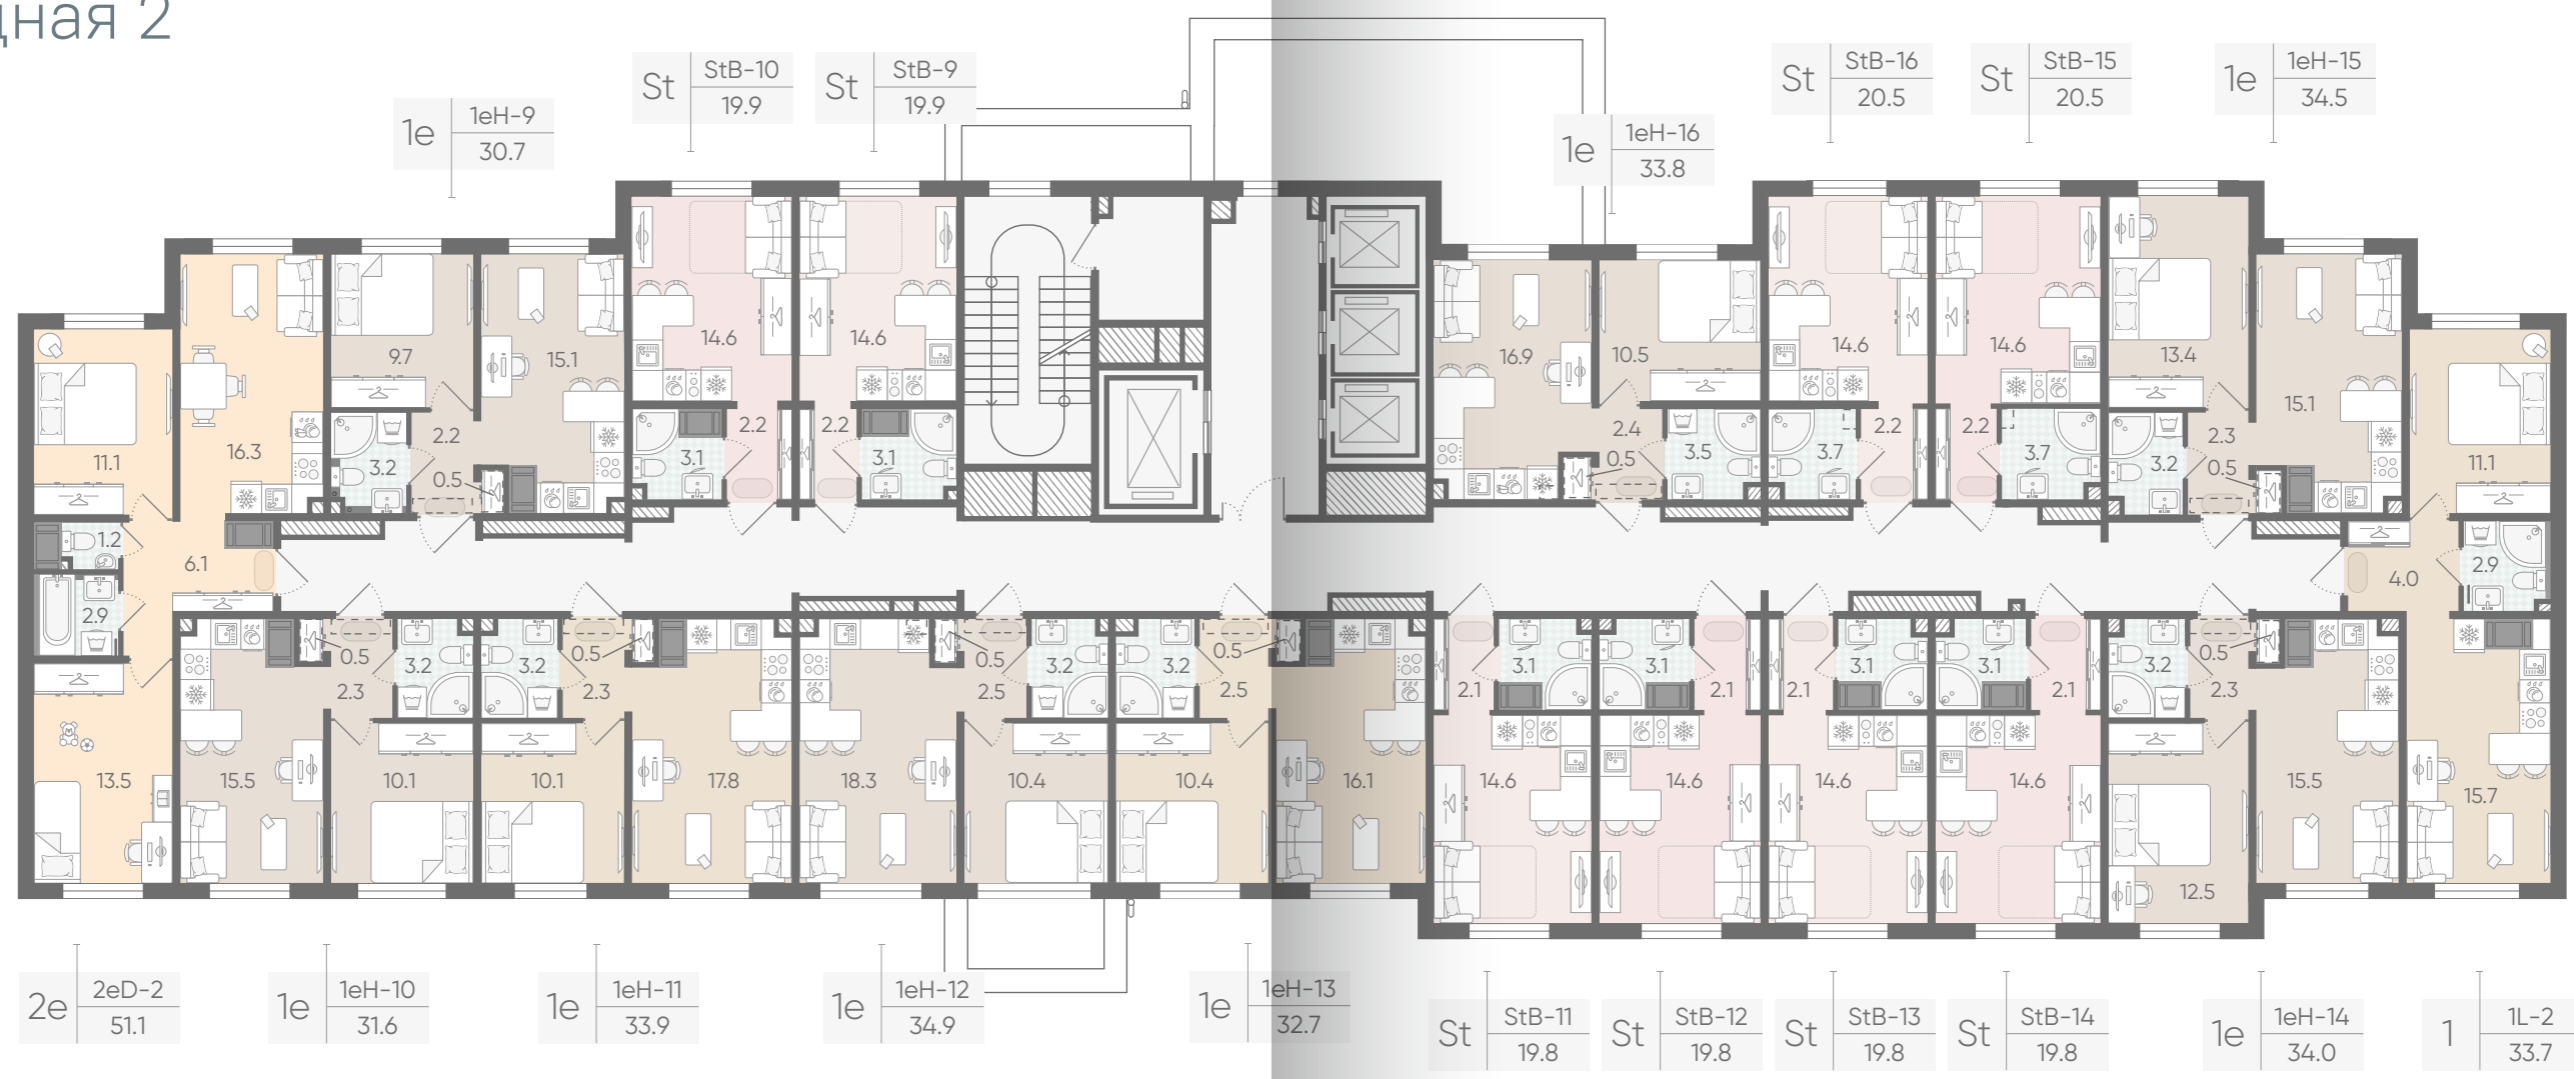 дная 2
St
StB-10
19.9
St
StB-9
19.9
St
StB-16
20.5
St
StB-15
20.5
1e
1eH-15
34.5
1e
1eH-9
30.7
1e
1eH-16
33.8
14.6
14.6
14.6
14.6
9.7
15.1
16.9
10.5
13.4
15.1
11.1
16.3
2.2
3.2
0.5
3.1
2.2
2.2
3.1
2.4
0.5
3.5
3.7
2.2
2.2
3.7
3.2
2.3
0.5
11.1
1.2
6.1
2.9
4.0
2.9
0.5
2.3
3.2
3.2
0.5
2.3
0.5
2.5
3.2
3.2
0.5
2.5
2.1
3.1
3.1
2.1
2.1
3.1
3.1
2.1
3.2
0.5
2.3
13.5
15.5
10.1
10.1
17.8
18.3
10.4
10.4
16.1
14.6
14.6
14.6
14.6
12.5
15.5
15.7
2e
2eD-2
51.1
1e
1eH-10
31.6
1e
1eH-11
33.9
1e
1eH-12
34.9
1e
1eH-13
32.7
St
StB-11
19.8
St
StB-12
19.8
St
StB-13
19.8
St
StB-14
19.8
1e
1eH-14
34.0
1
1L-2
33.7